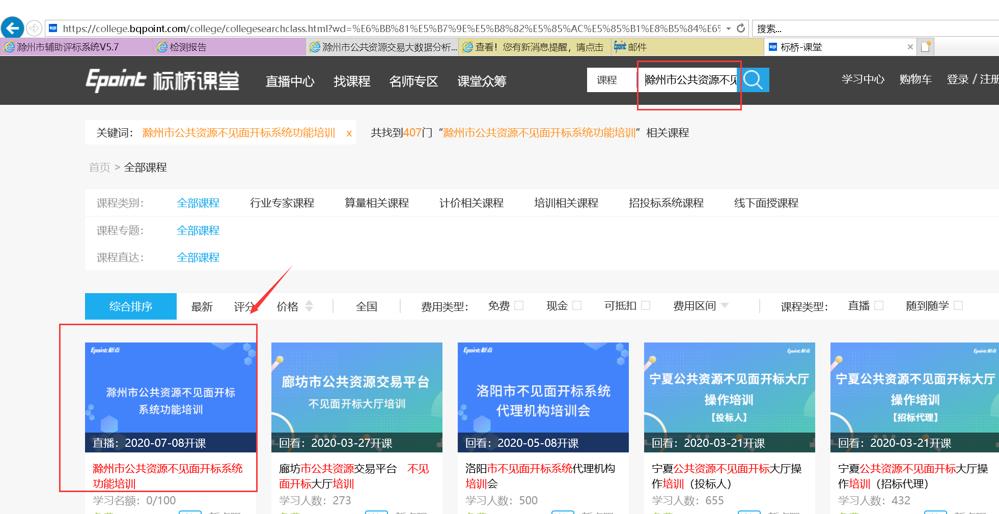 https://college.bqpoint.com/college/collegesearchclass.html?wd=%E6%BB%81%E5%B7%9E%E5%B8%82%E5%85%AC%E5%85%B1%E8%B5%84%E6%
搜索...
滁州市辅助评标系统V5.7
检测报告
滁州市公共资源交易大数据分析...
查看！您有新消息提醒，请点击
Epoint 邮件
标桥-课堂
Epoint 标桥课堂
直播中心 找课程 名师专区 课堂众筹
课程
滁州市公共资源不见
学习中心 购物车 登录 / 注册
关键词： 滁州市公共资源不见面开标系统功能培训 x
共找到407门“滁州市公共资源不见面开标系统功能培训”相关课程
首页 > 全部课程
课程类别： 全部课程 行业专家课程 算量相关课程 计价相关课程 培训相关课程 招投标系统课程 线下面授课程
课程专题： 全部课程
课程直达： 全部课程
综合排序 最新 评分 价格 全国 费用类型： 免费 现金 可抵扣 费用区间 课程类型： 直播 随到随学
Epoint 新点
滁州市公共资源不见面开标
系统功能培训
直播：2020-07-08开课
滁州市公共资源不见面开标系统
功能培训
学习名额：0/100
廊坊市公共资源交易平台
不见面开标大厅培训
回看：2020-03-27开课
廊坊市公共资源交易平台 不见
面开标大厅培训
学习人数：273
Epoint 新点
洛阳市不见面开标系统
代理机构培训会
回看：2020-05-08开课
洛阳市不见面开标系统代理机构
培训会
学习人数：500
Epoint 新点
宁夏公共资源不见面开标大厅
操作培训
【投标人】
回看：2020-03-21开课
宁夏公共资源不见面开标大厅操
作培训（投标人）
学习人数：655
Epoint 新点
宁夏公共资源不见面开标大厅
操作培训
【招标代理】
回看：2020-03-21开课
宁夏公共资源不见面开标大厅操
作培训（招标代理）
学习人数：432